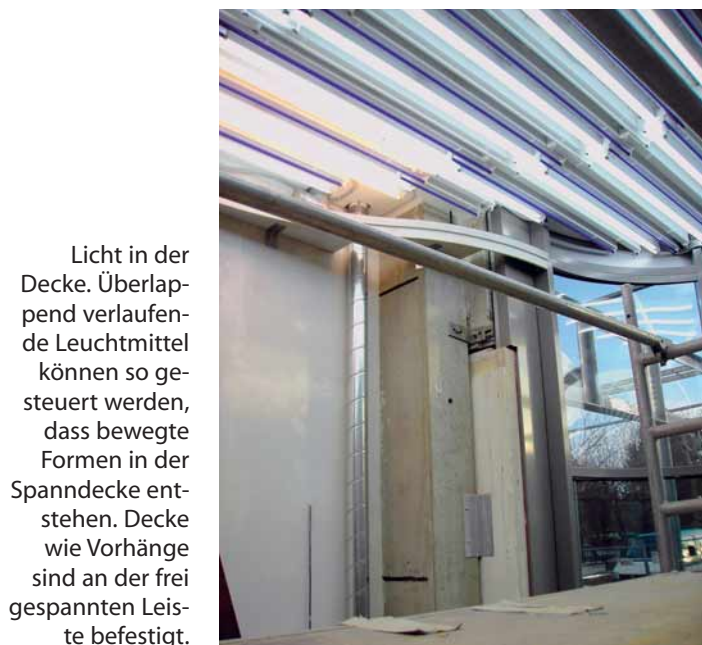 Licht in der
Decke. Überlap-
pend verlaufen-
de Leuchtmittel
können so ge-
steuert werden,
dass bewegte
Formen in der
Spanndecke ent-
stehen. Decke
wie Vorhänge
sind an der frei
gespannten Leis-
te befestigt.